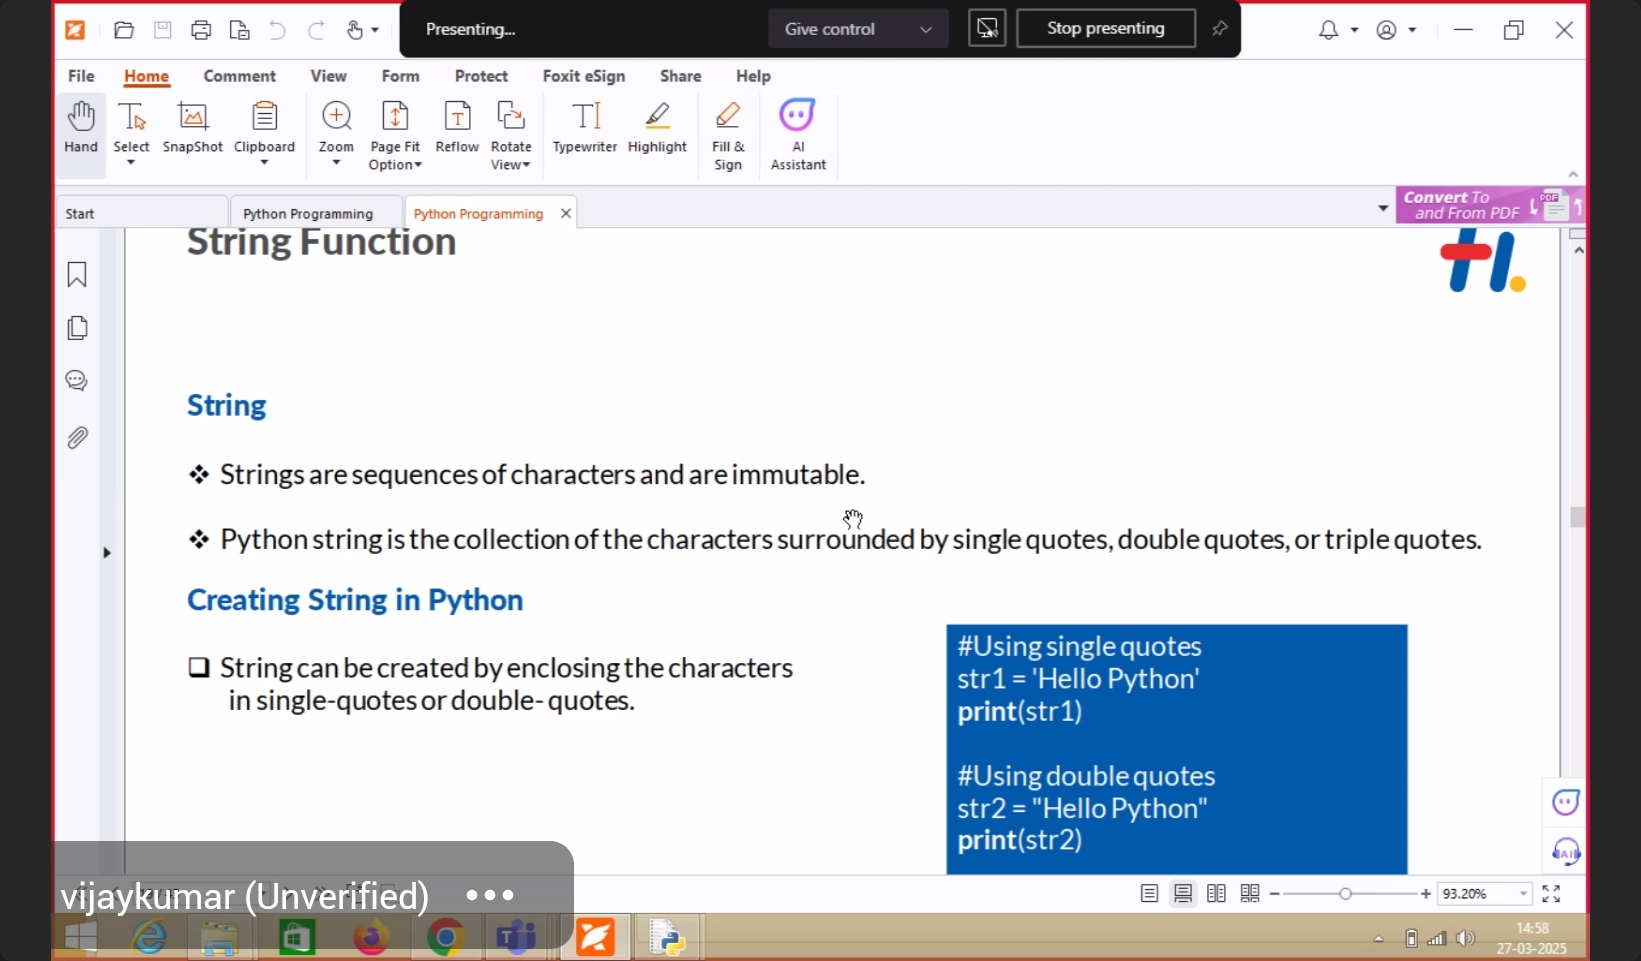 Presenting...
Give control
Stop presenting
File Home Comment View Form Protect Foxit eSign Share Help
Hand
Select
SnapShot
Clipboard
Zoom
Page Fit
Option
Reflow
Rotate
View
Typewriter
Highlight
Fill &
Sign
AI
Assistant
Start
Python Programming
Python Programming
Convert To
and From PDF
PDF
String Function
String
Strings are sequences of characters and are immutable.
Python string is the collection of the characters surrounded by single quotes, double quotes, or triple quotes.
Creating String in Python
String can be created by enclosing the characters
in single-quotes or double- quotes.
#Using single quotes
str1 = 'Hello Python'
print(str1)
#Using double quotes
str2 = "Hello Python"
print(str2)
AI
vijaykumar (Unverified)
93.20%
14:58
27-03-2025